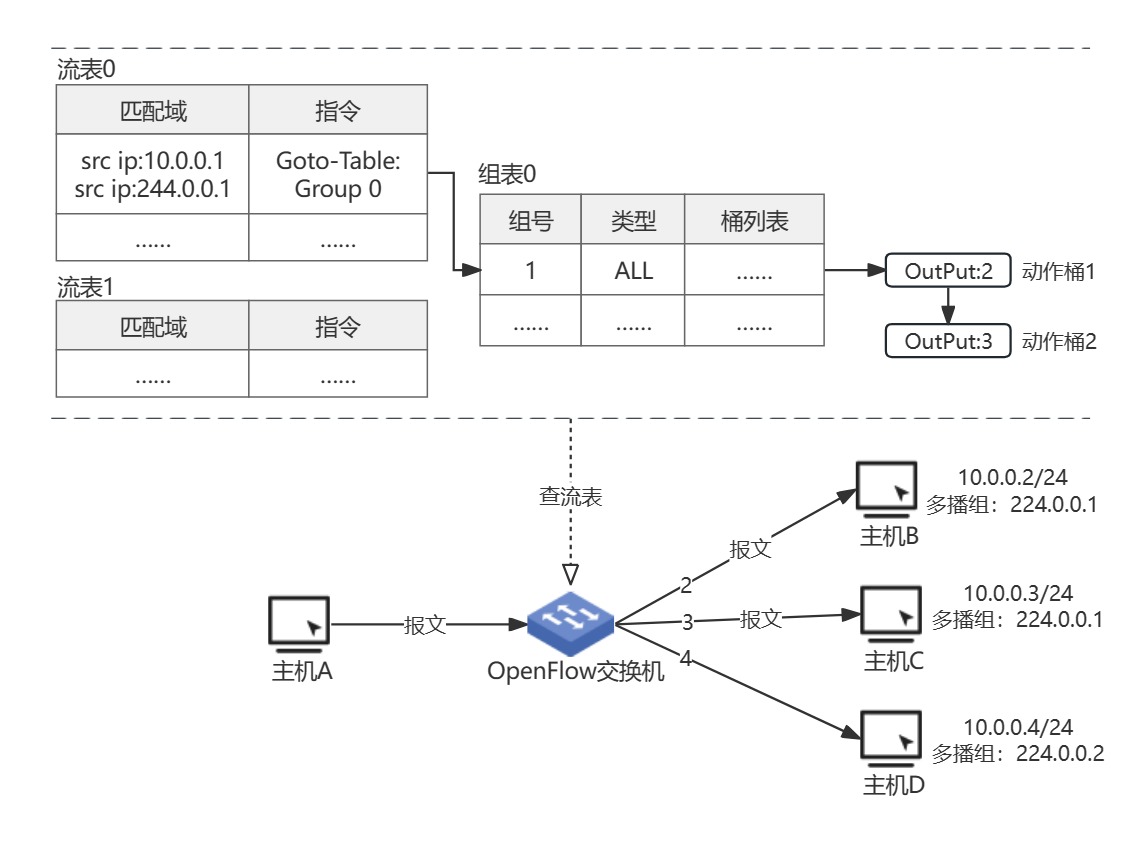 流表0
匹配域 指令
src ip:10.0.0.1
src ip:244.0.0.1
Goto-Table:
Group 0
...... ......
流表1
匹配域 指令
...... ......
组表0
组号 类型 桶列表
1 ALL ......
...... ...... ......
OutPut:2 动作桶1
OutPut:3 动作桶2
查流表
主机A
报文
OpenFlow交换机
2
报文
3
报文
4
10.0.0.2/24
多播组：224.0.0.1
主机B
10.0.0.3/24
多播组：224.0.0.1
主机C
10.0.0.4/24
多播组：224.0.0.2
主机D